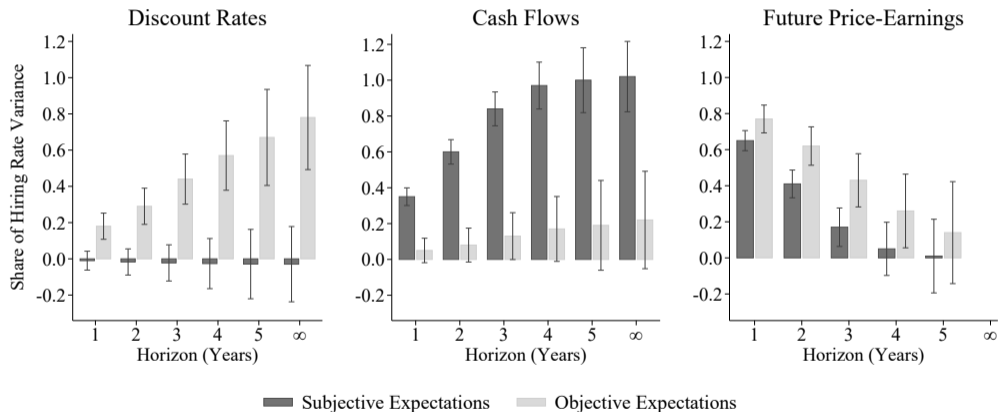 Discount Rates
Cash Flows
Future Price-Earnings
Share of Hiring Rate Variance
1.2
1.0
0.8
0.6
0.4
0.2
0.0
-0.2
1 2 3 4 5 ∞
Horizon (Years)
1.2
1.0
0.8
0.6
0.4
0.2
0.0
-0.2
1 2 3 4 5 ∞
Horizon (Years)
1.2
1.0
0.8
0.6
0.4
0.2
0.0
-0.2
1 2 3 4 5 ∞
Horizon (Years)
Subjective Expectations
Objective Expectations